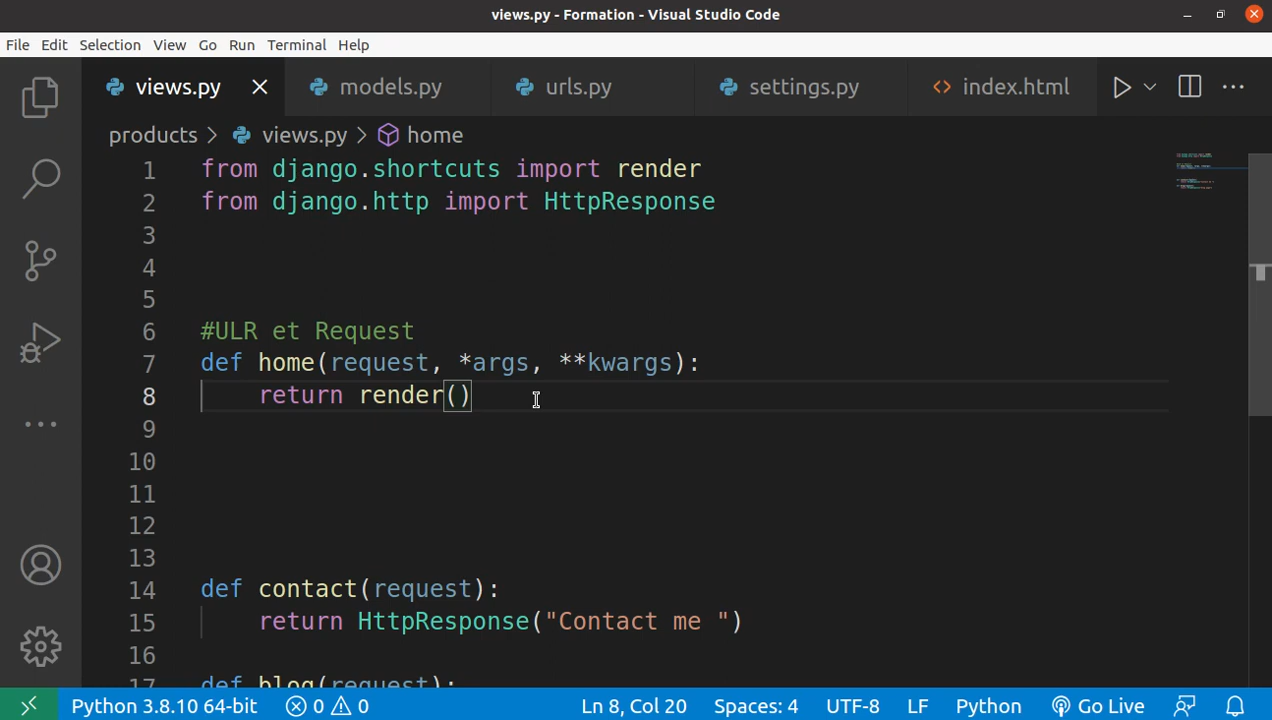 views.py - Formation - Visual Studio Code
File Edit Selection View Go Run Terminal Help
views.py models.py urls.py settings.py index.html
products > views.py > home
1 from django.shortcuts import render
2 from django.http import HttpResponse
3
4
5
6 #ULR et Request
7 def home(request, *args, **kwargs):
8 return render()
9
10
11
12
13
14 def contact(request):
15 return HttpResponse("Contact me ")
16
17 def blog(request):
Python 3.8.10 64-bit 0 0 Ln 8, Col 20 Spaces: 4 UTF-8 LF Python Go Live